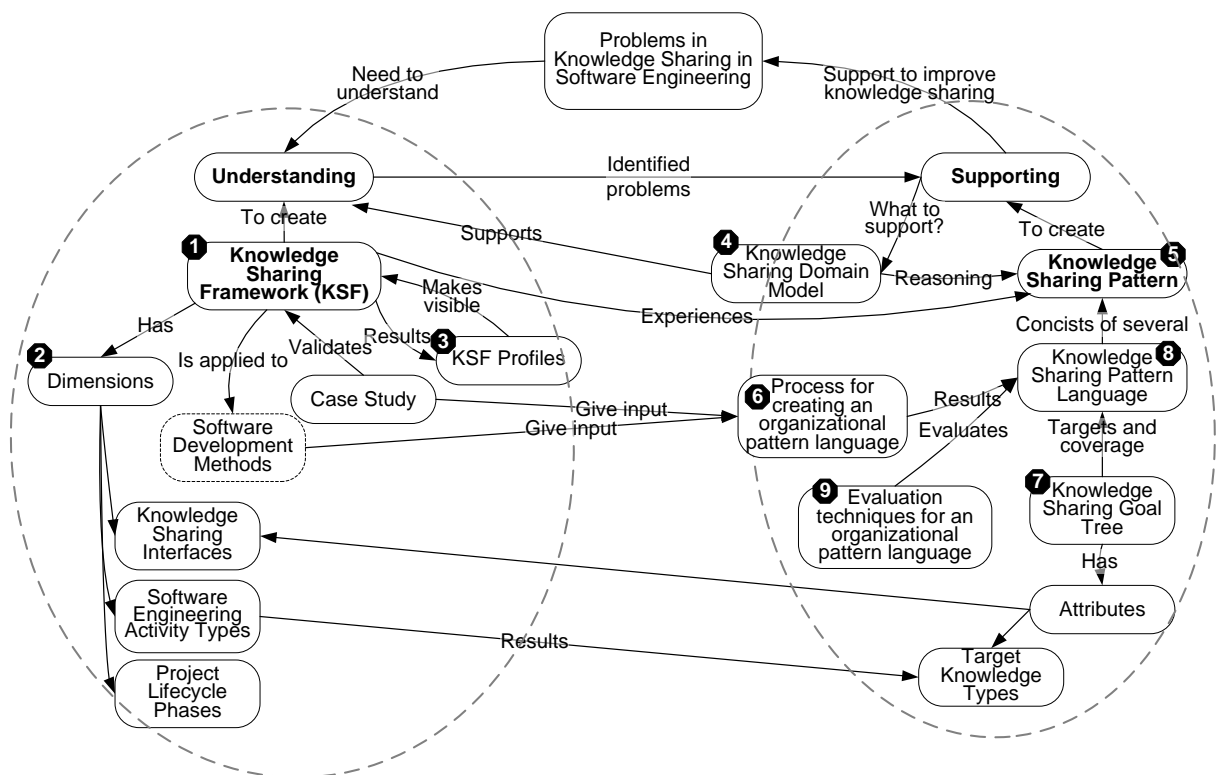 Problems in
Knowledge Sharing in
Software Engineering
Need to
understand
Support to improve
knowledge sharing
Understanding
Identified
problems
Supporting
To create
What to
support?
To create
Supports
1
Knowledge
Sharing
Framework (KSF)
4
Knowledge
Sharing Domain
Model
Reasoning
5
Knowledge
Sharing Pattern
Makes
visible
Has
Results
Experiences
Concists of several
Is applied to
Validates
3
KSF Profiles
2
Dimensions
8
Knowledge
Sharing Pattern
Language
Case Study
6
Process for
creating an
organizational
pattern language
Give input
Give input
Results
Evaluates
Software
Development
Methods
Targets and
coverage
9
Evaluation
techniques for an
organizational
pattern language
7
Knowledge
Sharing Goal
Tree
Knowledge
Sharing
Interfaces
Has
Software
Engineering
Activity Types
Attributes
Results
Target
Knowledge
Types
Project
Lifecycle
Phases